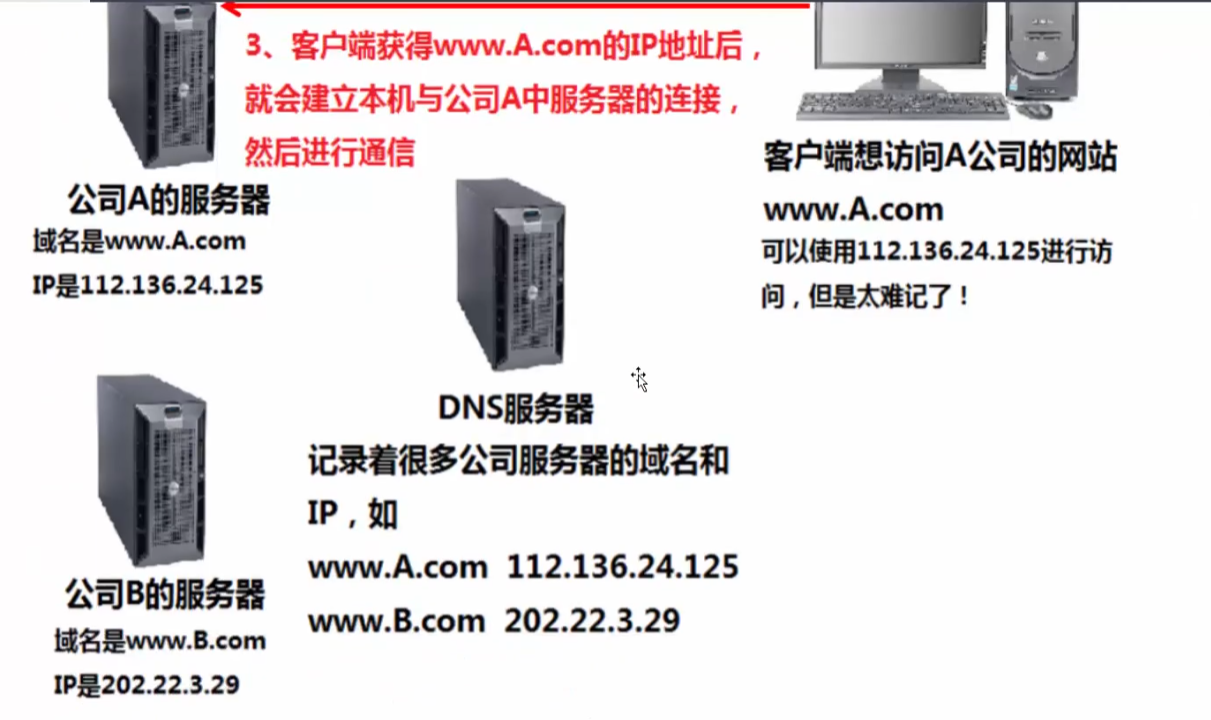 3、客户端获得www.A.com的IP地址后，
就会建立本机与公司A中服务器的连接，
然后进行通信
客户端想访问A公司的网站
www.A.com
可以使用112.136.24.125进行访
问，但是太难记了！
公司A的服务器
域名是www.A.com
IP是112.136.24.125
DNS服务器
记录着很多公司服务器的域名和
IP，如
www.A.com 112.136.24.125
www.B.com 202.22.3.29
公司B的服务器
域名是www.B.com
IP是202.22.3.29